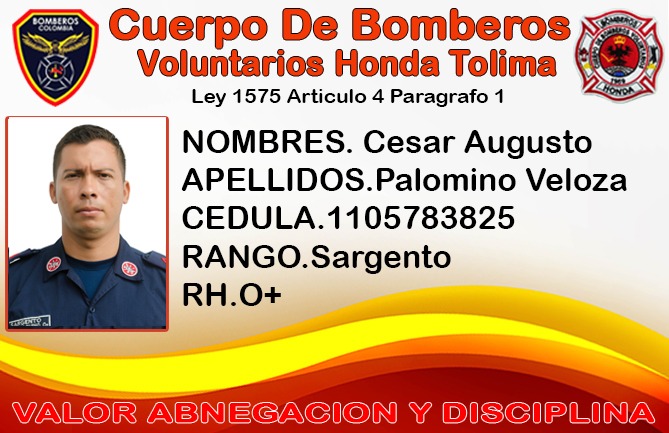 BOMBEROS
COLOMBIA
Cuerpo De Bomberos
Voluntarios Honda Tolima
Ley 1575 Articulo 4 Paragrafo 1
BOMBEROS
HONDA
NOMBRES. Cesar Augusto
APELLIDOS.Palomino Veloza
CEDULA.1105783825
RANGO.Sargento
RH.O+
SARGENTO
VALOR ABNEGACION Y DISCIPLINA